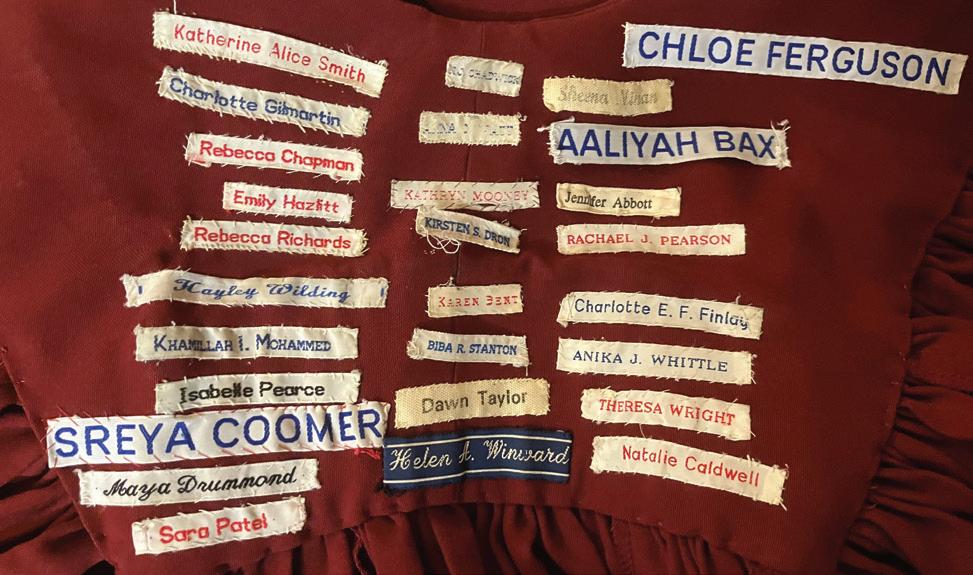 Katherine Alice Smith
Charlotte Gilmartin
Rebecca Chapman
Emily Hazlitt
Rebecca Richards
Hayley Wilding
KHAMILLAH I. MOHAMMED
Isabelle Pearce
SREYA COOMER
Maya Drummond
Sara Patel
KATHRYN MOONEY
KIRSTEN S. DRON
KAREN BENT
BIBA R. STANTON
Dawn Taylor
Helen A. Winward
CHLOE FERGUSON
Sheena
AALIYAH BAX
Jennifer Abbott
RACHAEL J. PEARSON
Charlotte E. F. Finlay
ANIKA J. WHITTLE
THERESA WRIGHT
Natalie Caldwell